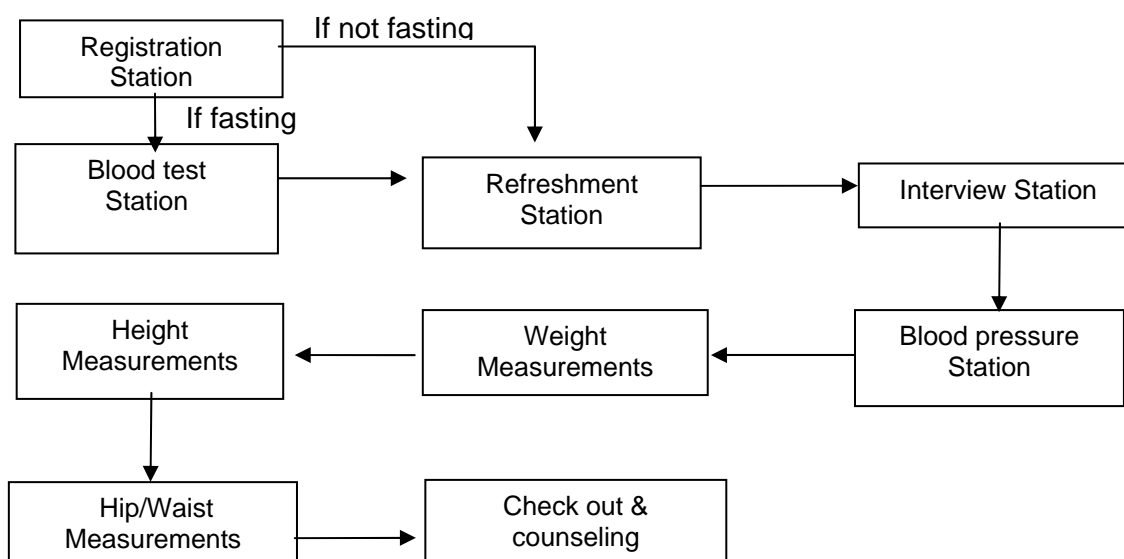 If not fasting
Registration
Station
If fasting
Blood test
Station
Refreshment
Station
Interview Station
Height
Measurements
Weight
Measurements
Blood pressure
Station
Hip/Waist
Measurements
Check out &
counseling